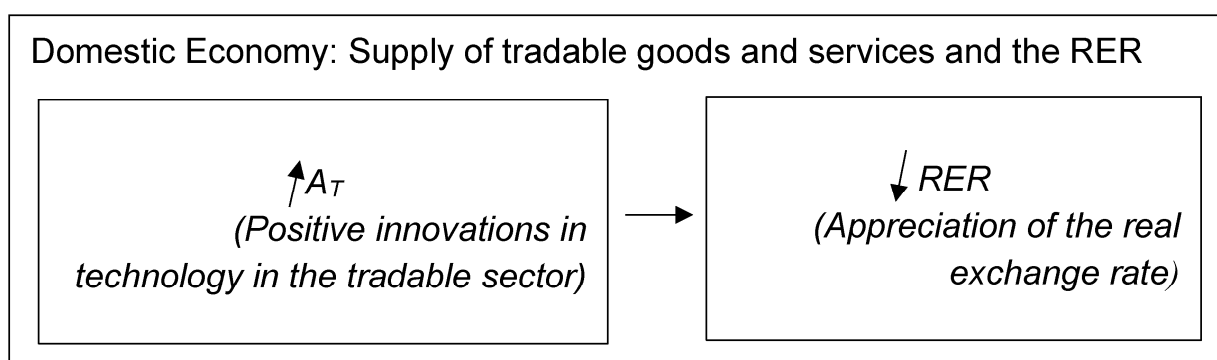 Domestic Economy: Supply of tradable goods and services and the RER
↑AT
(Positive innovations in
technology in the tradable sector)
→
↓ RER
(Appreciation of the real
exchange rate)